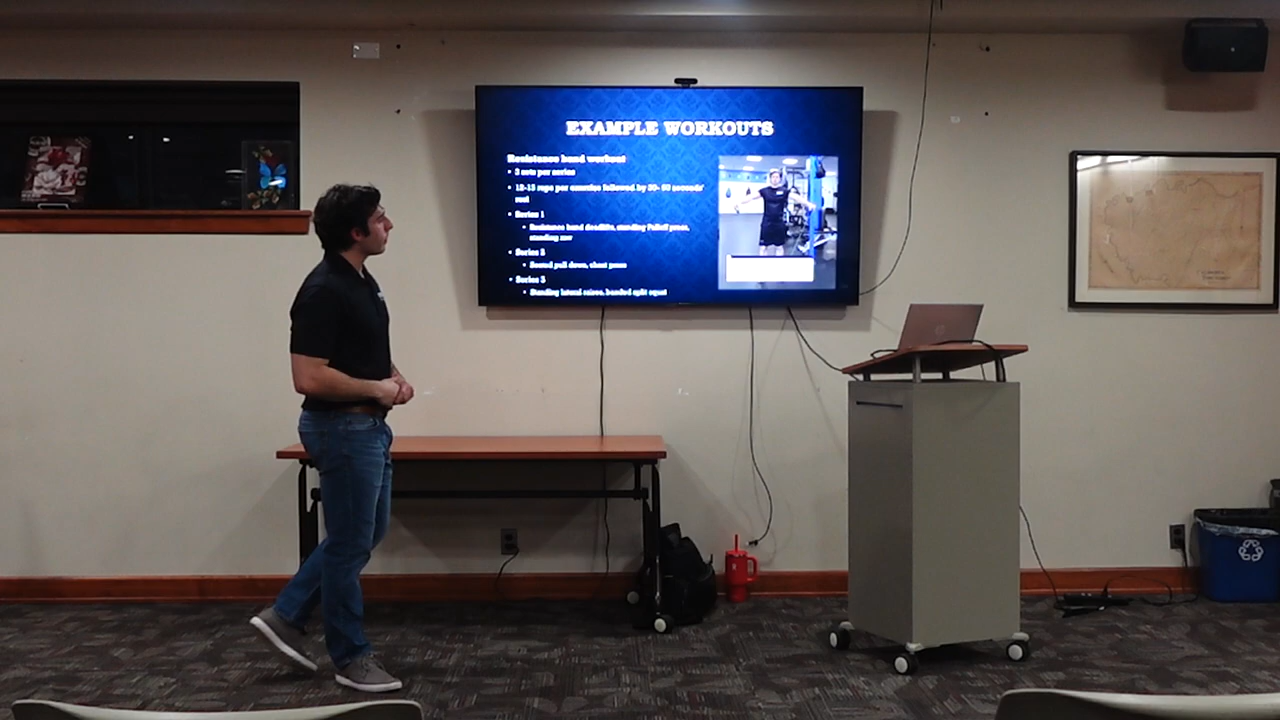 EXAMPLE WORKOUTS
Resistance band workout
• 3 sets per series
• 12-15 reps per exercise followed by 30- 60 seconds'
rest
• Series 1
• Resistance band deadlifts, standing Palloff press,
standing row
• Series 2
• Seated pull down, chest press
• Series 3
• Standing lateral raises, banded split squat